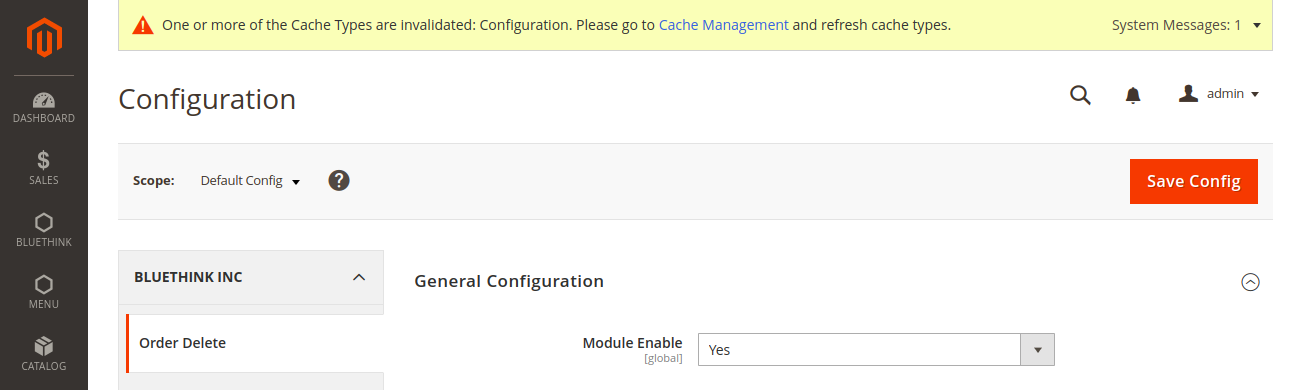 One or more of the Cache Types are invalidated: Configuration. Please go to Cache Management and refresh cache types.
System Messages: 1
Configuration
admin
DASHBOARD
SALES
BLUETHINK
MENU
CATALOG
Scope: Default Config ?
Save Config
BLUETHINK INC
Order Delete
General Configuration
Module Enable
[global]
Yes